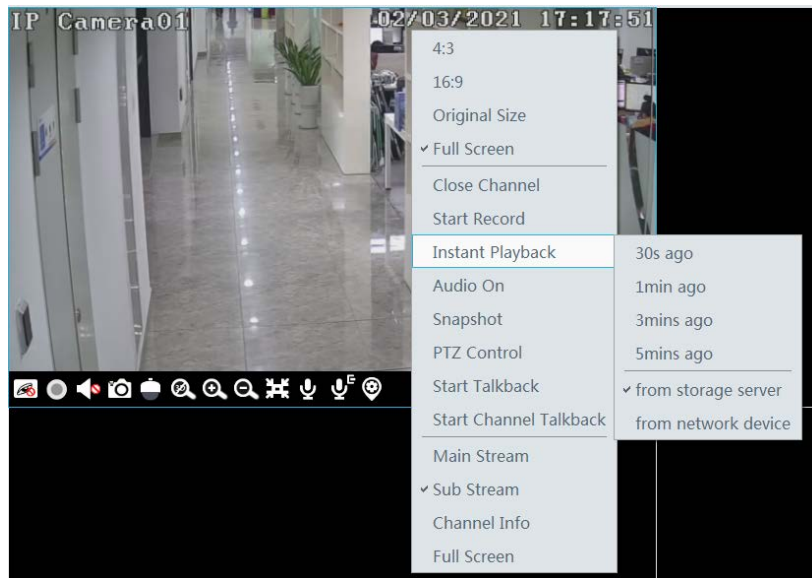 IP Camera01
02/03/2021 17:17:51
4:3
16:9
Original Size
Full Screen
Close Channel
Start Record
Instant Playback
Audio On
Snapshot
PTZ Control
Start Talkback
Start Channel Talkback
Main Stream
Sub Stream
Channel Info
Full Screen
30s ago
1min ago
3mins ago
5mins ago
from storage server
from network device